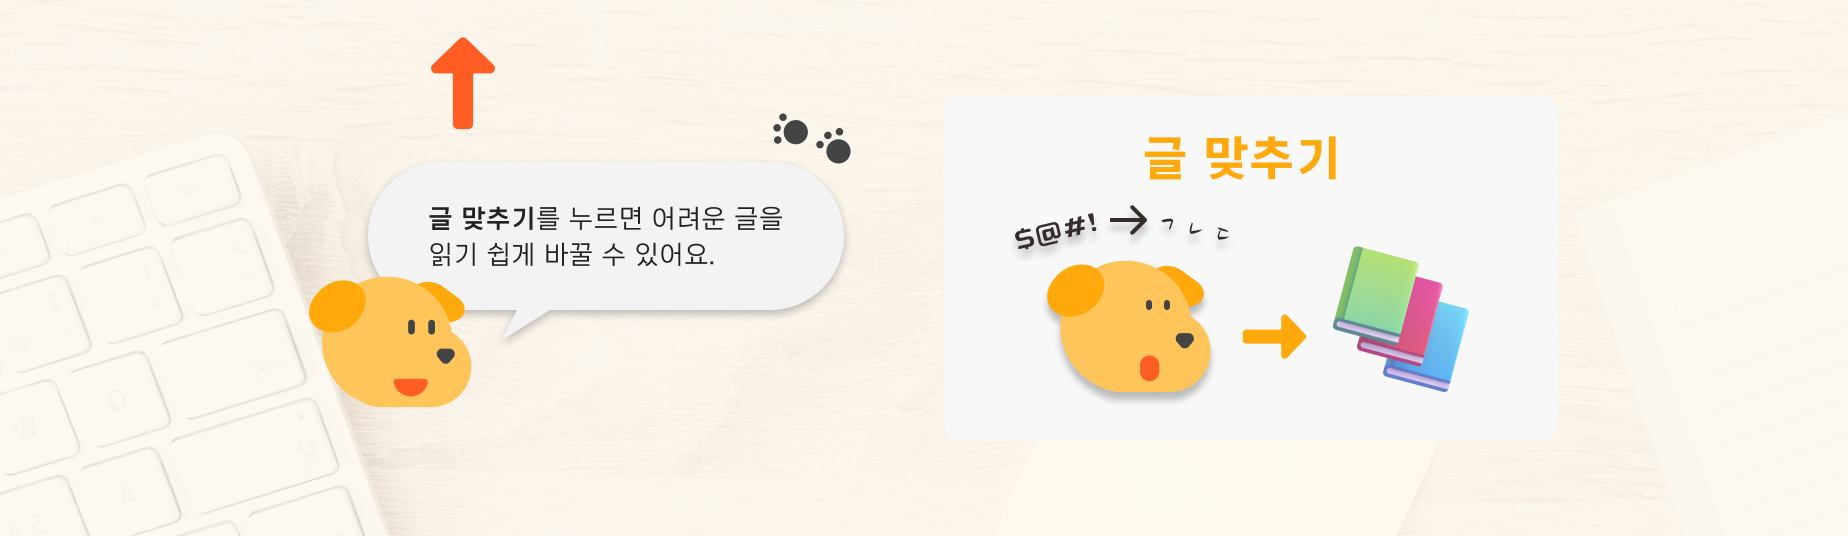 글 맞추기를 누르면 어려운 글을
읽기 쉽게 바꿀 수 있어요.
글 맞추기
$@#! → ㄱ ㄴ ㄷ
W
Q
A